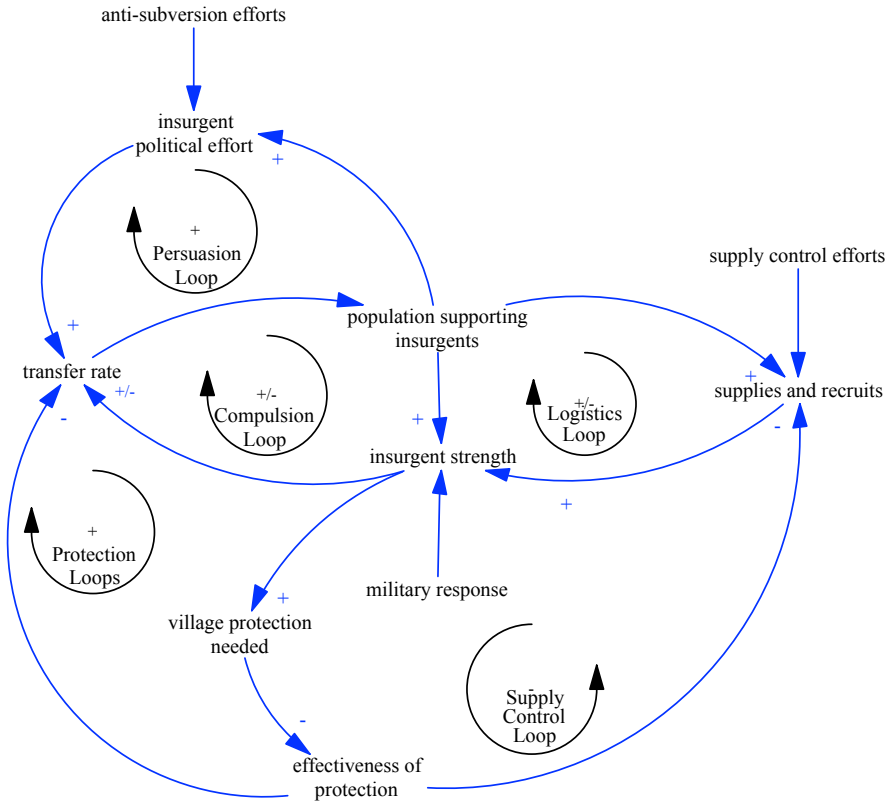 anti-subversion efforts
insurgent
political effort
+
+
Persuasion
Loop
supply control efforts
+
population supporting
insurgents
transfer rate
+/-
-
+/-
Compulsion
Loop
+
+/-
Logistics
Loop
+
supplies and recruits
-
insurgent strength
+
+
Protection
Loops
military response
+
village protection
needed
-
Supply
Control
Loop
-
effectiveness of
protection